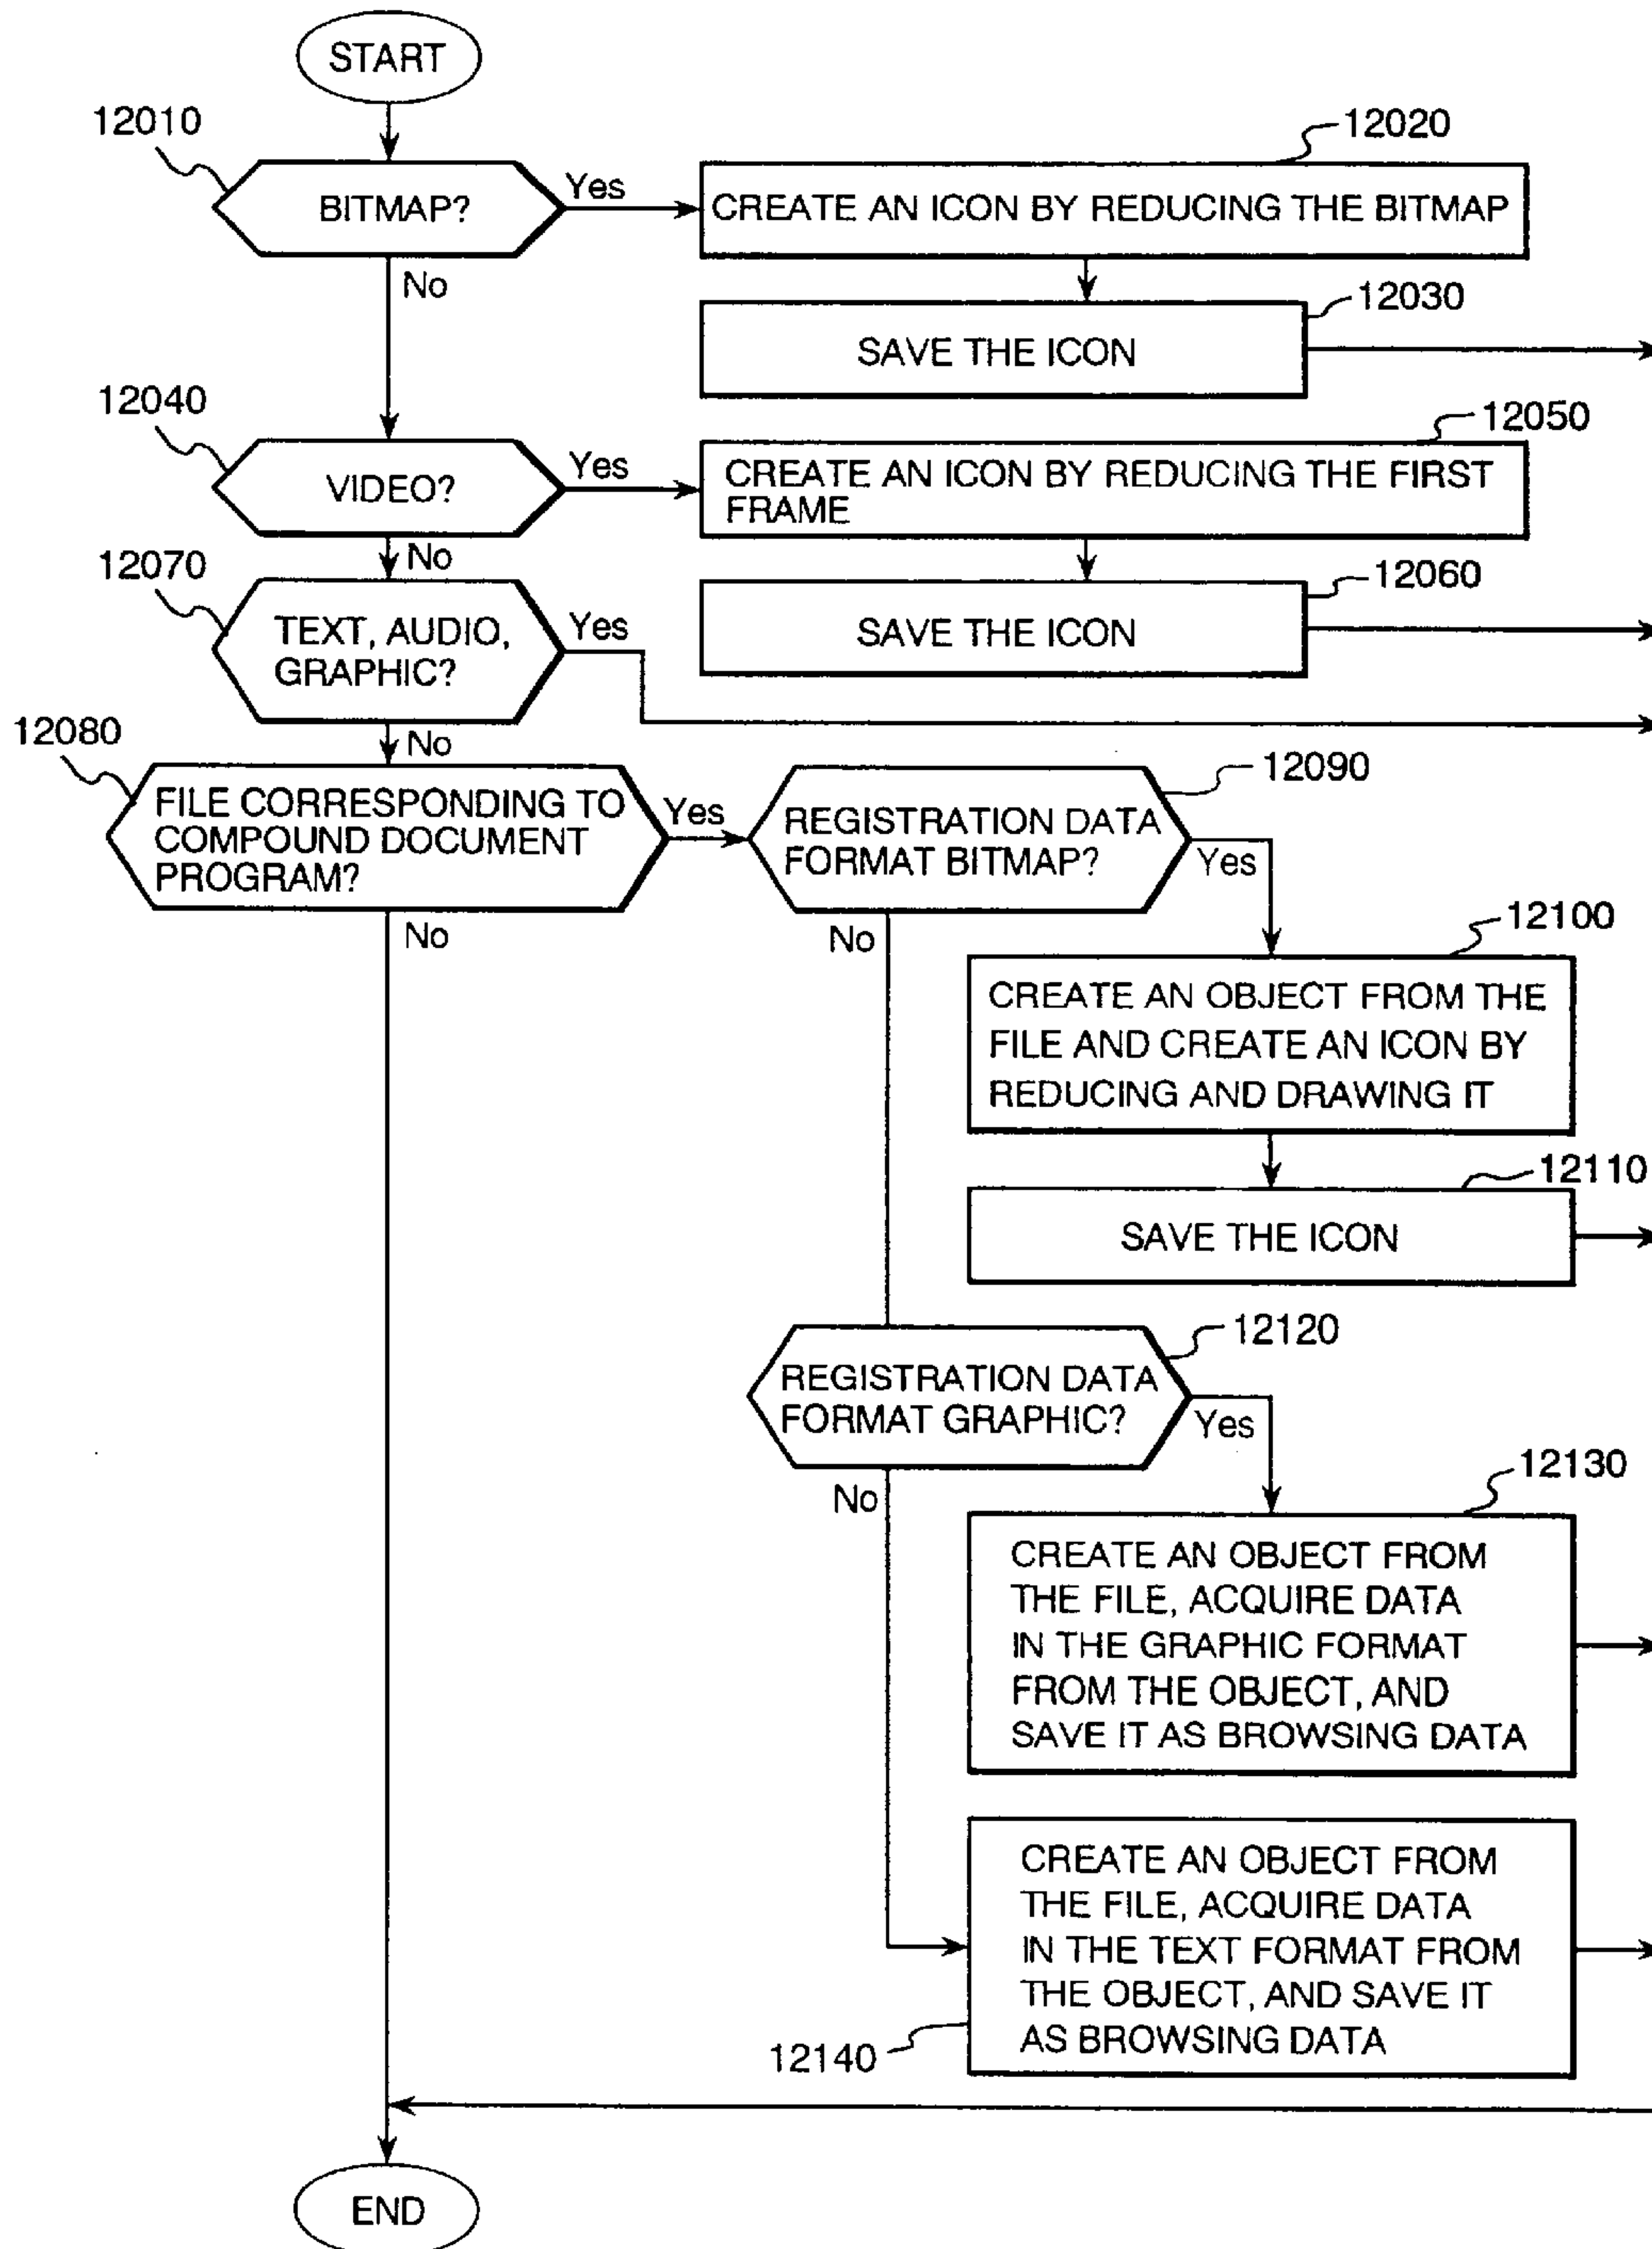 START
12010
BITMAP?
Yes
No
12020
CREATE AN ICON BY REDUCING THE BITMAP
12030
SAVE THE ICON
12040
VIDEO?
Yes
No
12050
CREATE AN ICON BY REDUCING THE FIRST
FRAME
12060
SAVE THE ICON
12070
TEXT, AUDIO,
GRAPHIC?
Yes
No
12080
FILE CORRESPONDING TO
COMPOUND DOCUMENT
PROGRAM?
Yes
No
12090
REGISTRATION DATA
FORMAT BITMAP?
Yes
No
12100
CREATE AN OBJECT FROM THE
FILE AND CREATE AN ICON BY
REDUCING AND DRAWING IT
12110
SAVE THE ICON
12120
REGISTRATION DATA
FORMAT GRAPHIC?
Yes
No
12130
CREATE AN OBJECT FROM
THE FILE, ACQUIRE DATA
IN THE GRAPHIC FORMAT
FROM THE OBJECT, AND
SAVE IT AS BROWSING DATA
CREATE AN OBJECT FROM
THE FILE, ACQUIRE DATA
IN THE TEXT FORMAT FROM
THE OBJECT, AND SAVE IT
AS BROWSING DATA
12140
END